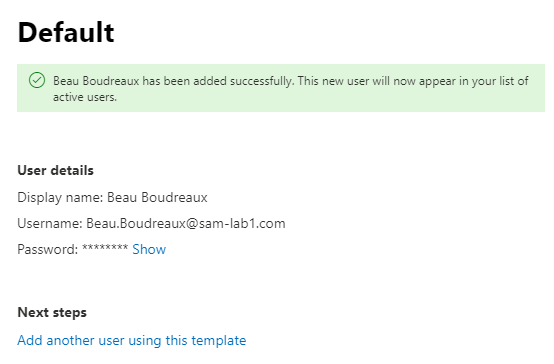 Default
Beau Boudreaux has been added successfully. This new user will now appear in your list of
active users.
User details
Display name: Beau Boudreaux
Username: Beau.Boudreaux@sam-lab1.com
Password: ******** Show
Next steps
Add another user using this template